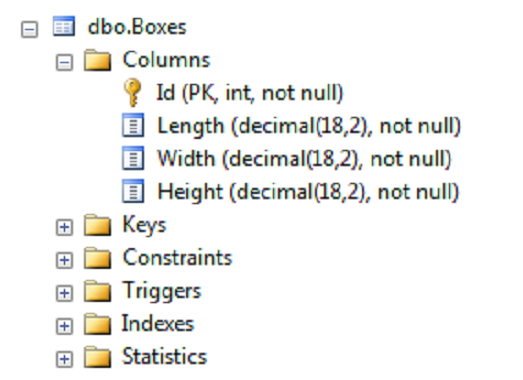 dbo.Boxes
Columns
Id (PK, int, not null)
Length (decimal(18,2), not null)
Width (decimal(18,2), not null)
Height (decimal(18,2), not null)
Keys
Constraints
Triggers
Indexes
Statistics